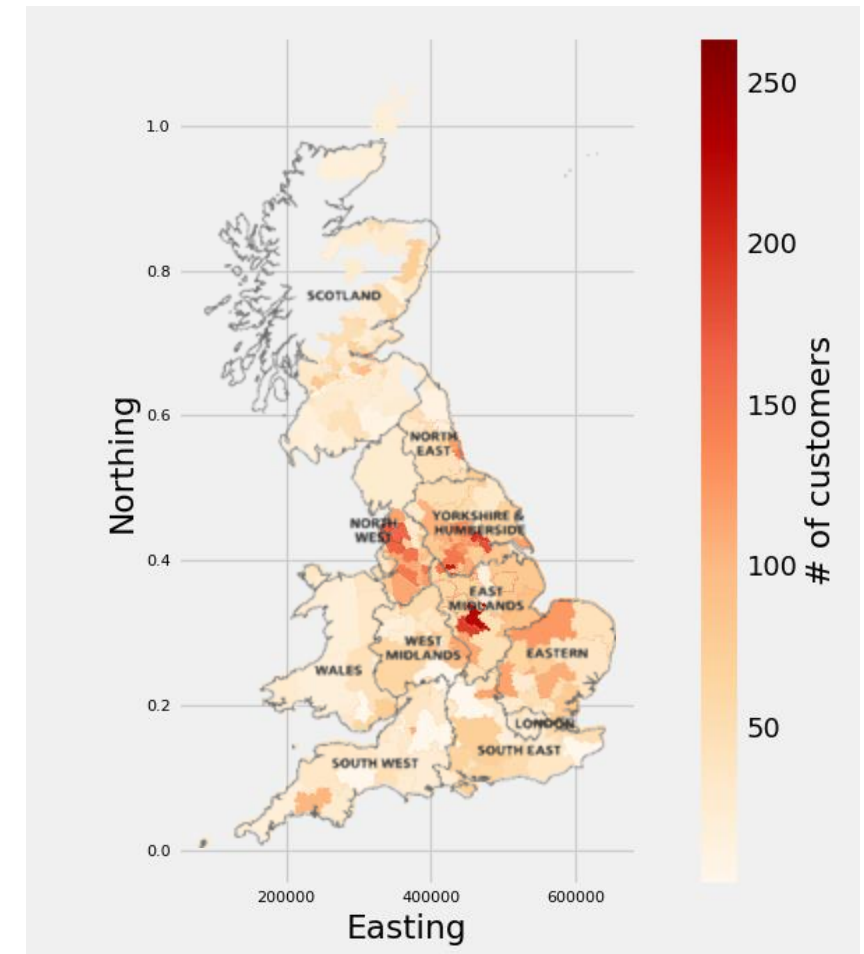 250
200
150
100
50
# of customers
1.0
0.8
0.6
0.4
0.2
0.0
Northing
200000
400000
600000
Easting
SCOTLAND
NORTH
EAST
NORTH
WEST
YORKSHIRE &
HUMBERSIDE
EAST
MIDLANDS
WEST
MIDLANDS
EASTERN
WALES
LONDON
SOUTH EAST
SOUTH WEST